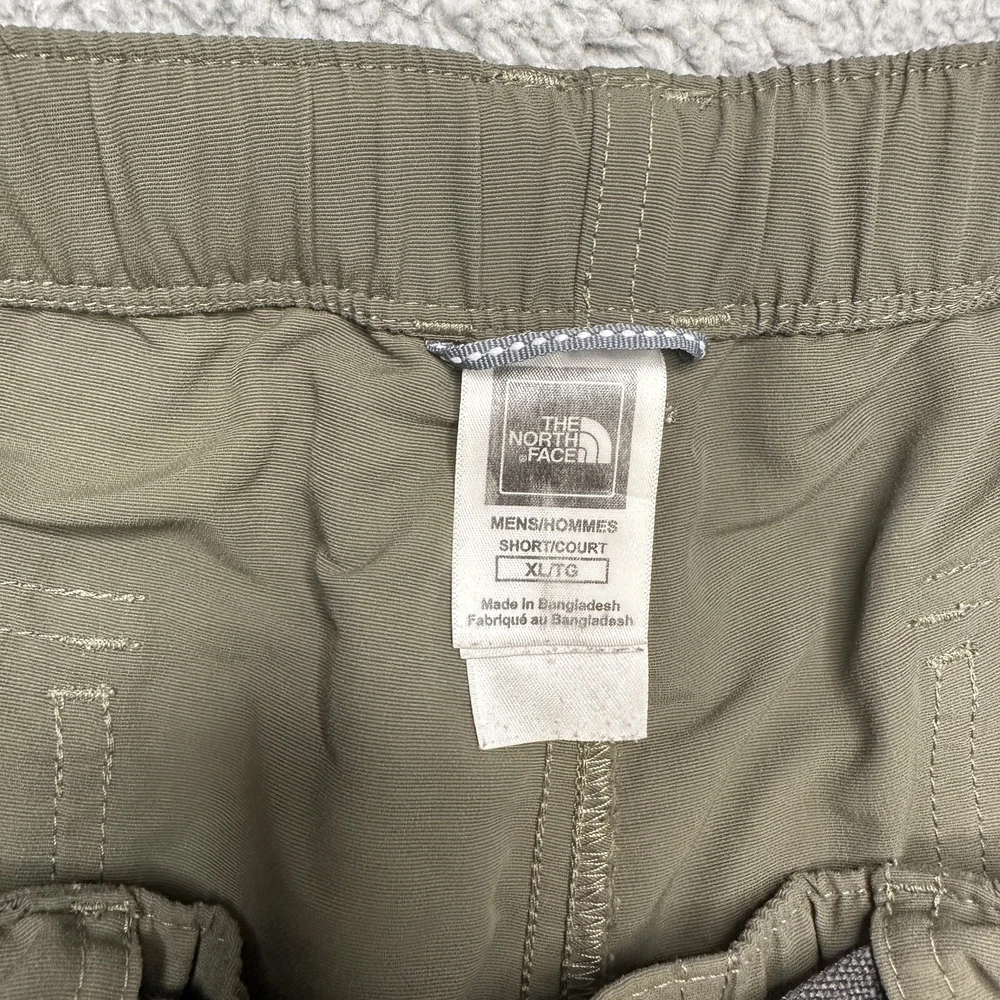 THE
NORTH
®FACE
MENS/HOMMES
SHORT/COURT
XL/TG
Made in Bangladesh
Fabriqué au Bangladesh